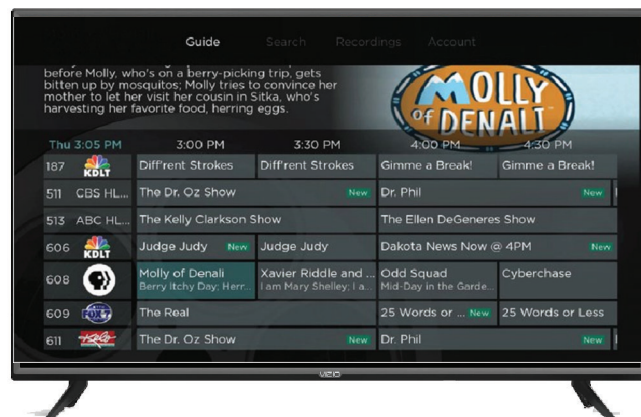 Guide Search Recordings Account
before Molly, who's on a berry-picking trip, gets
bitten up by mosquitos; Molly tries to convince her
mother to let her visit her cousin in Sitka, who's
harvesting her favorite food, herring eggs.
MOLLY
OF DENALI
Thu 3:05 PM 3:00 PM 3:30 PM 4:00 PM 4:30 PM
187 KDLT Diff'rent Strokes Diff'rent Strokes Gimme a Break! Gimme a Break!
511 CBS HL... The Dr. Oz Show New Dr. Phil New
513 ABC HL... The Kelly Clarkson Show The Ellen DeGeneres Show
606 KDLT Judge Judy New Judge Judy Dakota News Now @ 4PM New
608 Molly of Denali Xavier Riddle and ... Odd Squad Cyberchase
Berry Itchy Day; Herr... I am Mary Shelley; I a... Mid-Day in the Garde...
609 FOX The Real 25 Words or ... New 25 Words or Less
611 The Dr. Oz Show New Dr. Phil New
VIZIO